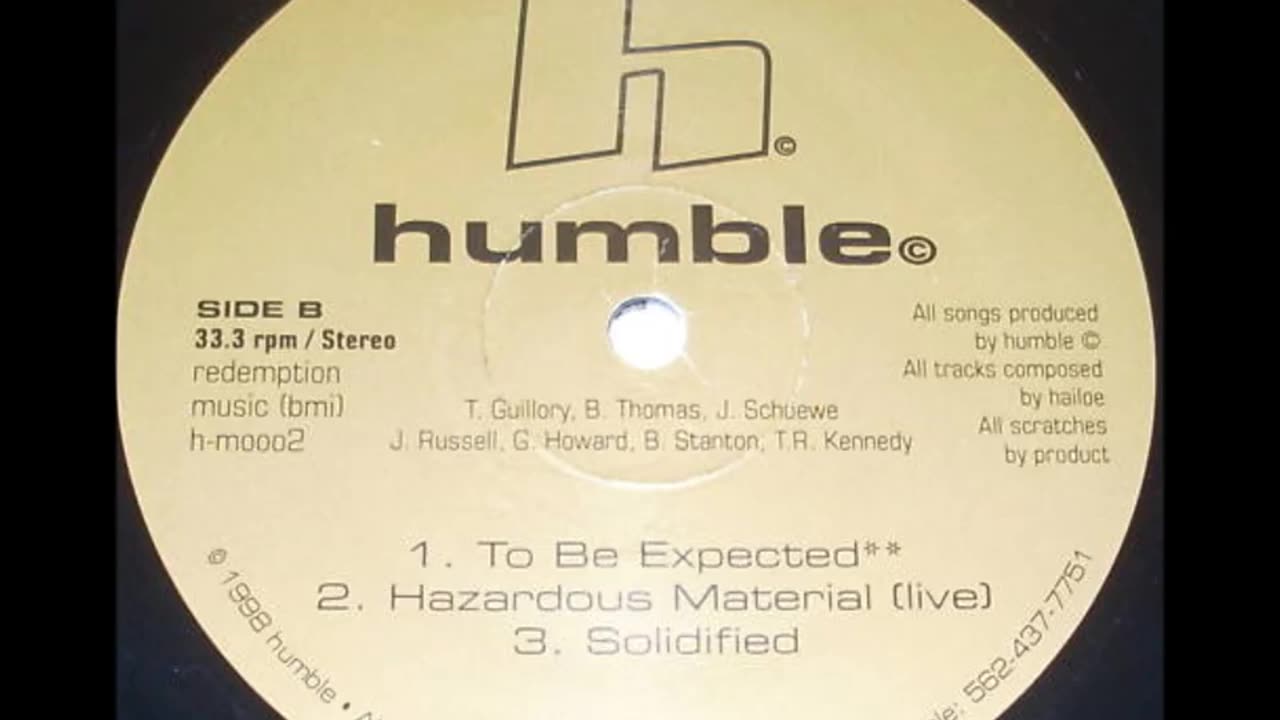 h©
humble©
SIDE B
33.3 rpm / Stereo
redemption
music (bmi)
h-mooo2
T. Guillory, B. Thomas, J. Schuewe
J. Russell, G. Howard, B. Stanton, T.R. Kennedy
All songs produced
by humble ©
All tracks composed
by hailoe
All scratches
by product
1. To Be Expected**
2. Hazardous Material (live)
3. Solidified
© 1998 humble •
562-437-7751